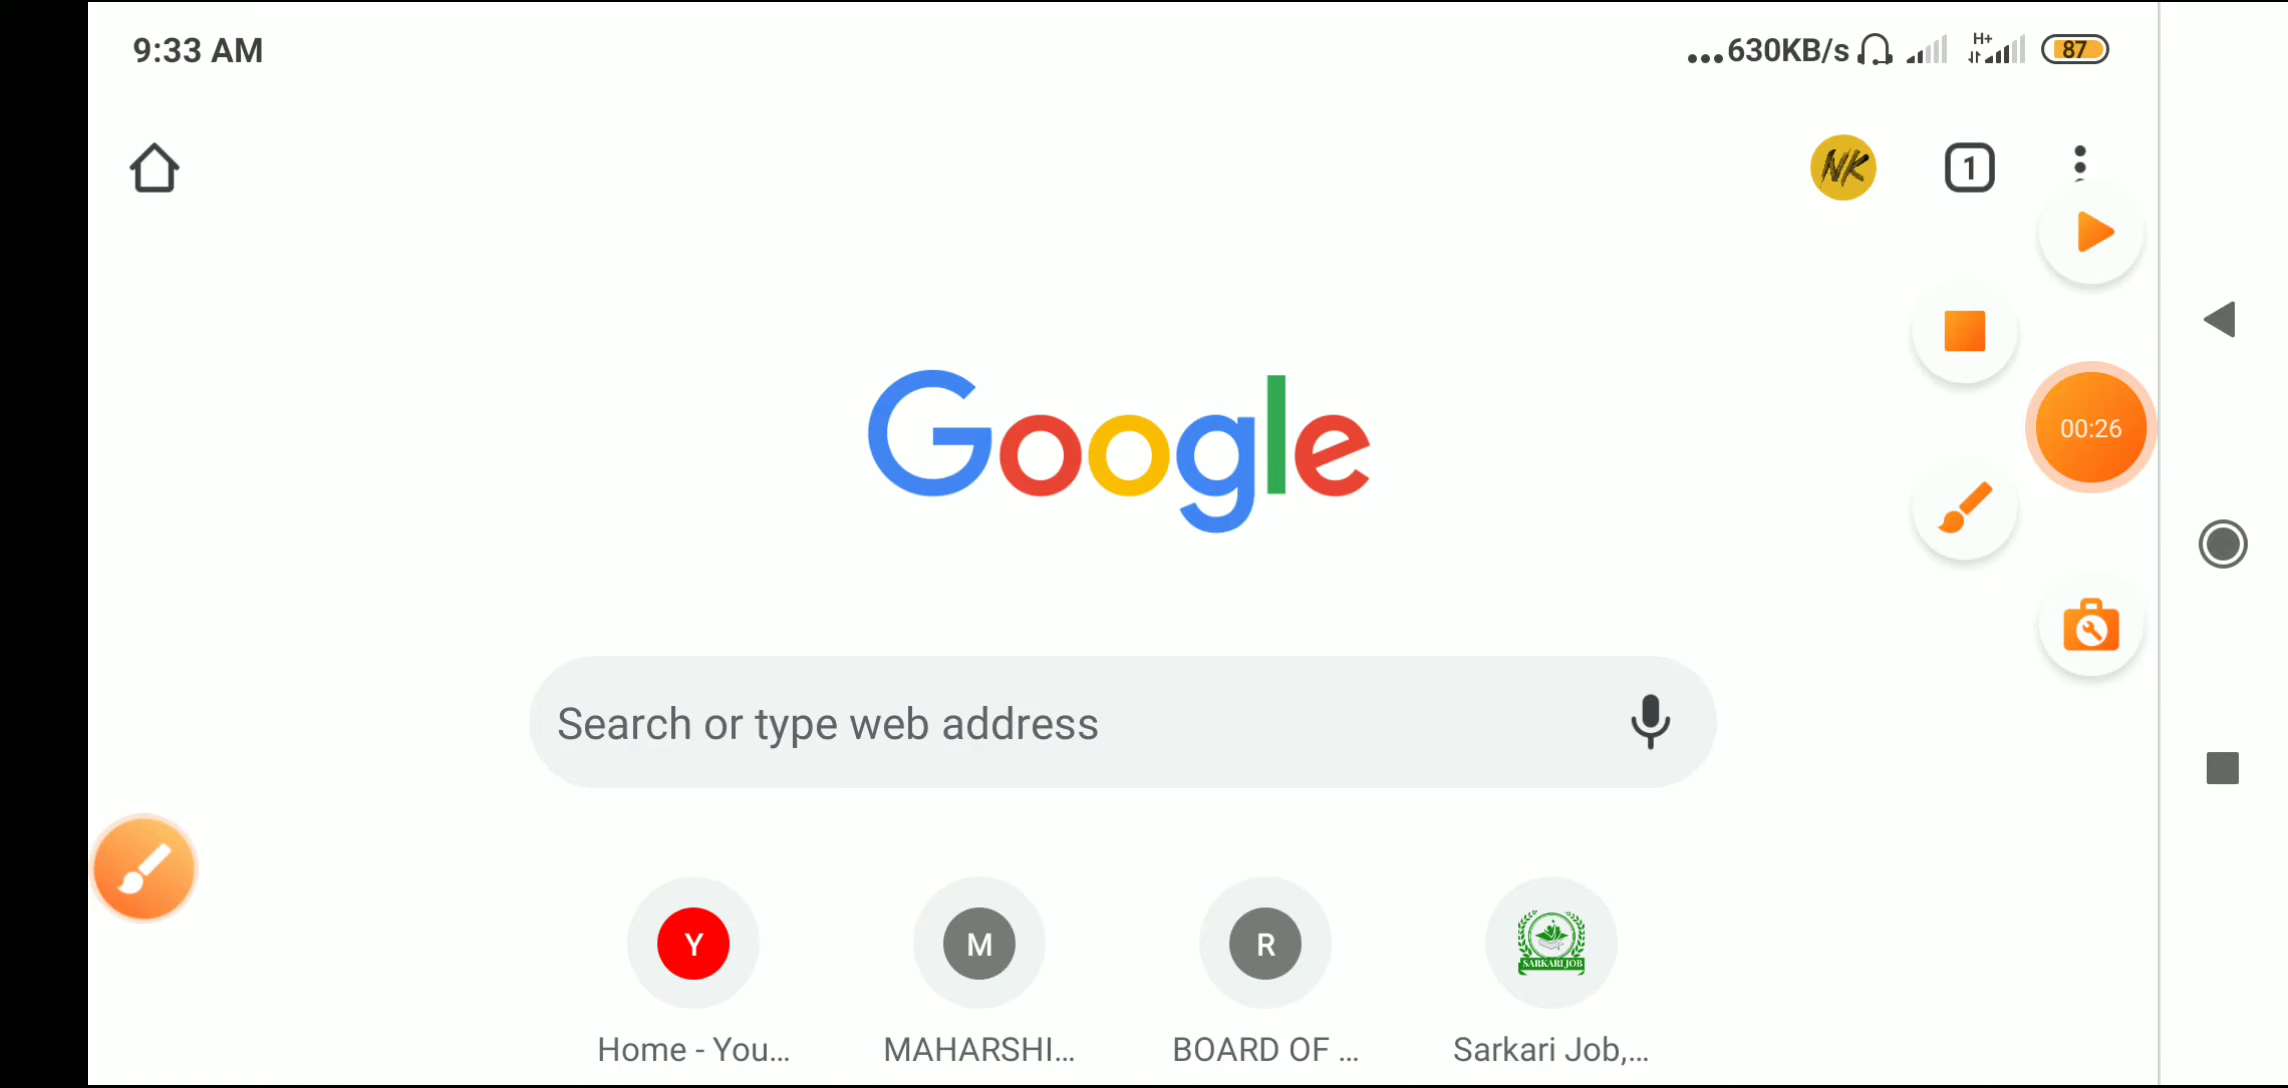 9:33 AM
...630KB/s H+ 87
NK 1
Google
00:26
Search or type web address
Y M R SARKARI JOB
Home - You... MAHARSHI... BOARD OF ... Sarkari Job,...